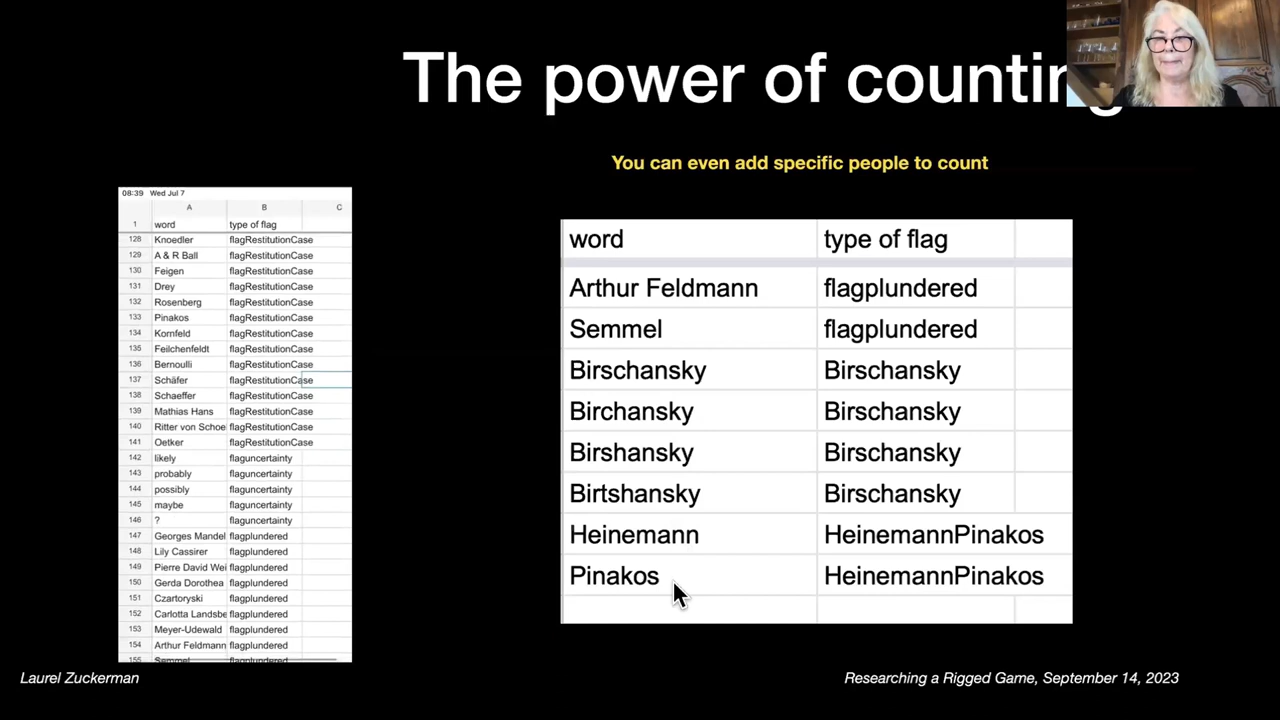 The power of countin
You can even add specific people to count
08:39 Wed Jul 7
A B C
1 word type of flag
128 Knoedler flagRestitutionCase
129 A & R Ball flagRestitutionCase
130 Feigen flagRestitutionCase
131 Drey flagRestitutionCase
132 Rosenberg flagRestitutionCase
133 Pinakos flagRestitutionCase
134 Kornfeld flagRestitutionCase
135 Feilchenfeldt flagRestitutionCase
136 Bernoulli flagRestitutionCase
137 Schäfer flagRestitutionCase
138 Schaeffer flagRestitutionCase
139 Mathias Hans flagRestitutionCase
140 Ritter von Schoe flagRestitutionCase
141 Oetker flagRestitutionCase
142 likely flaguncertainty
143 probably flaguncertainty
144 possibly flaguncertainty
145 maybe flaguncertainty
146 ? flaguncertainty
147 Georges Mandel flagplundered
148 Lily Cassirer flagplundered
149 Pierre David Wei flagplundered
150 Gerda Dorothea flagplundered
151 Czartoryski flagplundered
152 Carlotta Landsbe flagplundered
153 Meyer-Udewald flagplundered
154 Arthur Feldmann flagplundered
155 Semmel flagplundered
word type of flag
Arthur Feldmann flagplundered
Semmel flagplundered
Birschansky Birschansky
Birchansky Birschansky
Birshansky Birschansky
Birtshansky Birschansky
Heinemann HeinemannPinakos
Pinakos HeinemannPinakos
Laurel Zuckerman
Researching a Rigged Game, September 14, 2023